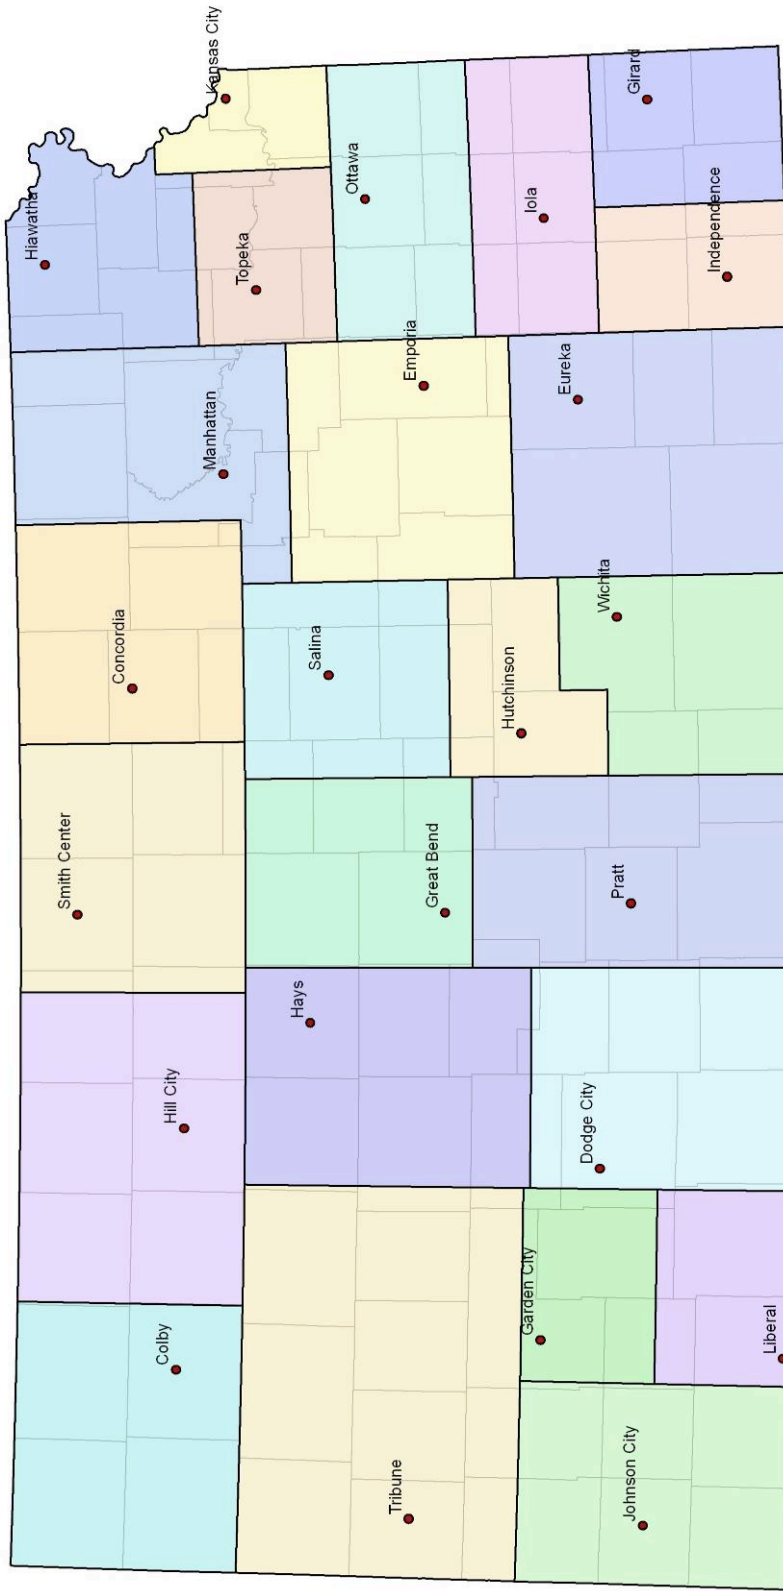 Hiawatha
Kansas City
Smith Center
Concordia
Manhattan
Topeka
Colby
Hill City
Ottawa
Hays
Salina
Tribune
Great Bend
Emporia
Hutchinson
Iola
Garden City
Dodge City
Eureka
Johnson City
Pratt
Wichita
Girard
Independence
Liberal